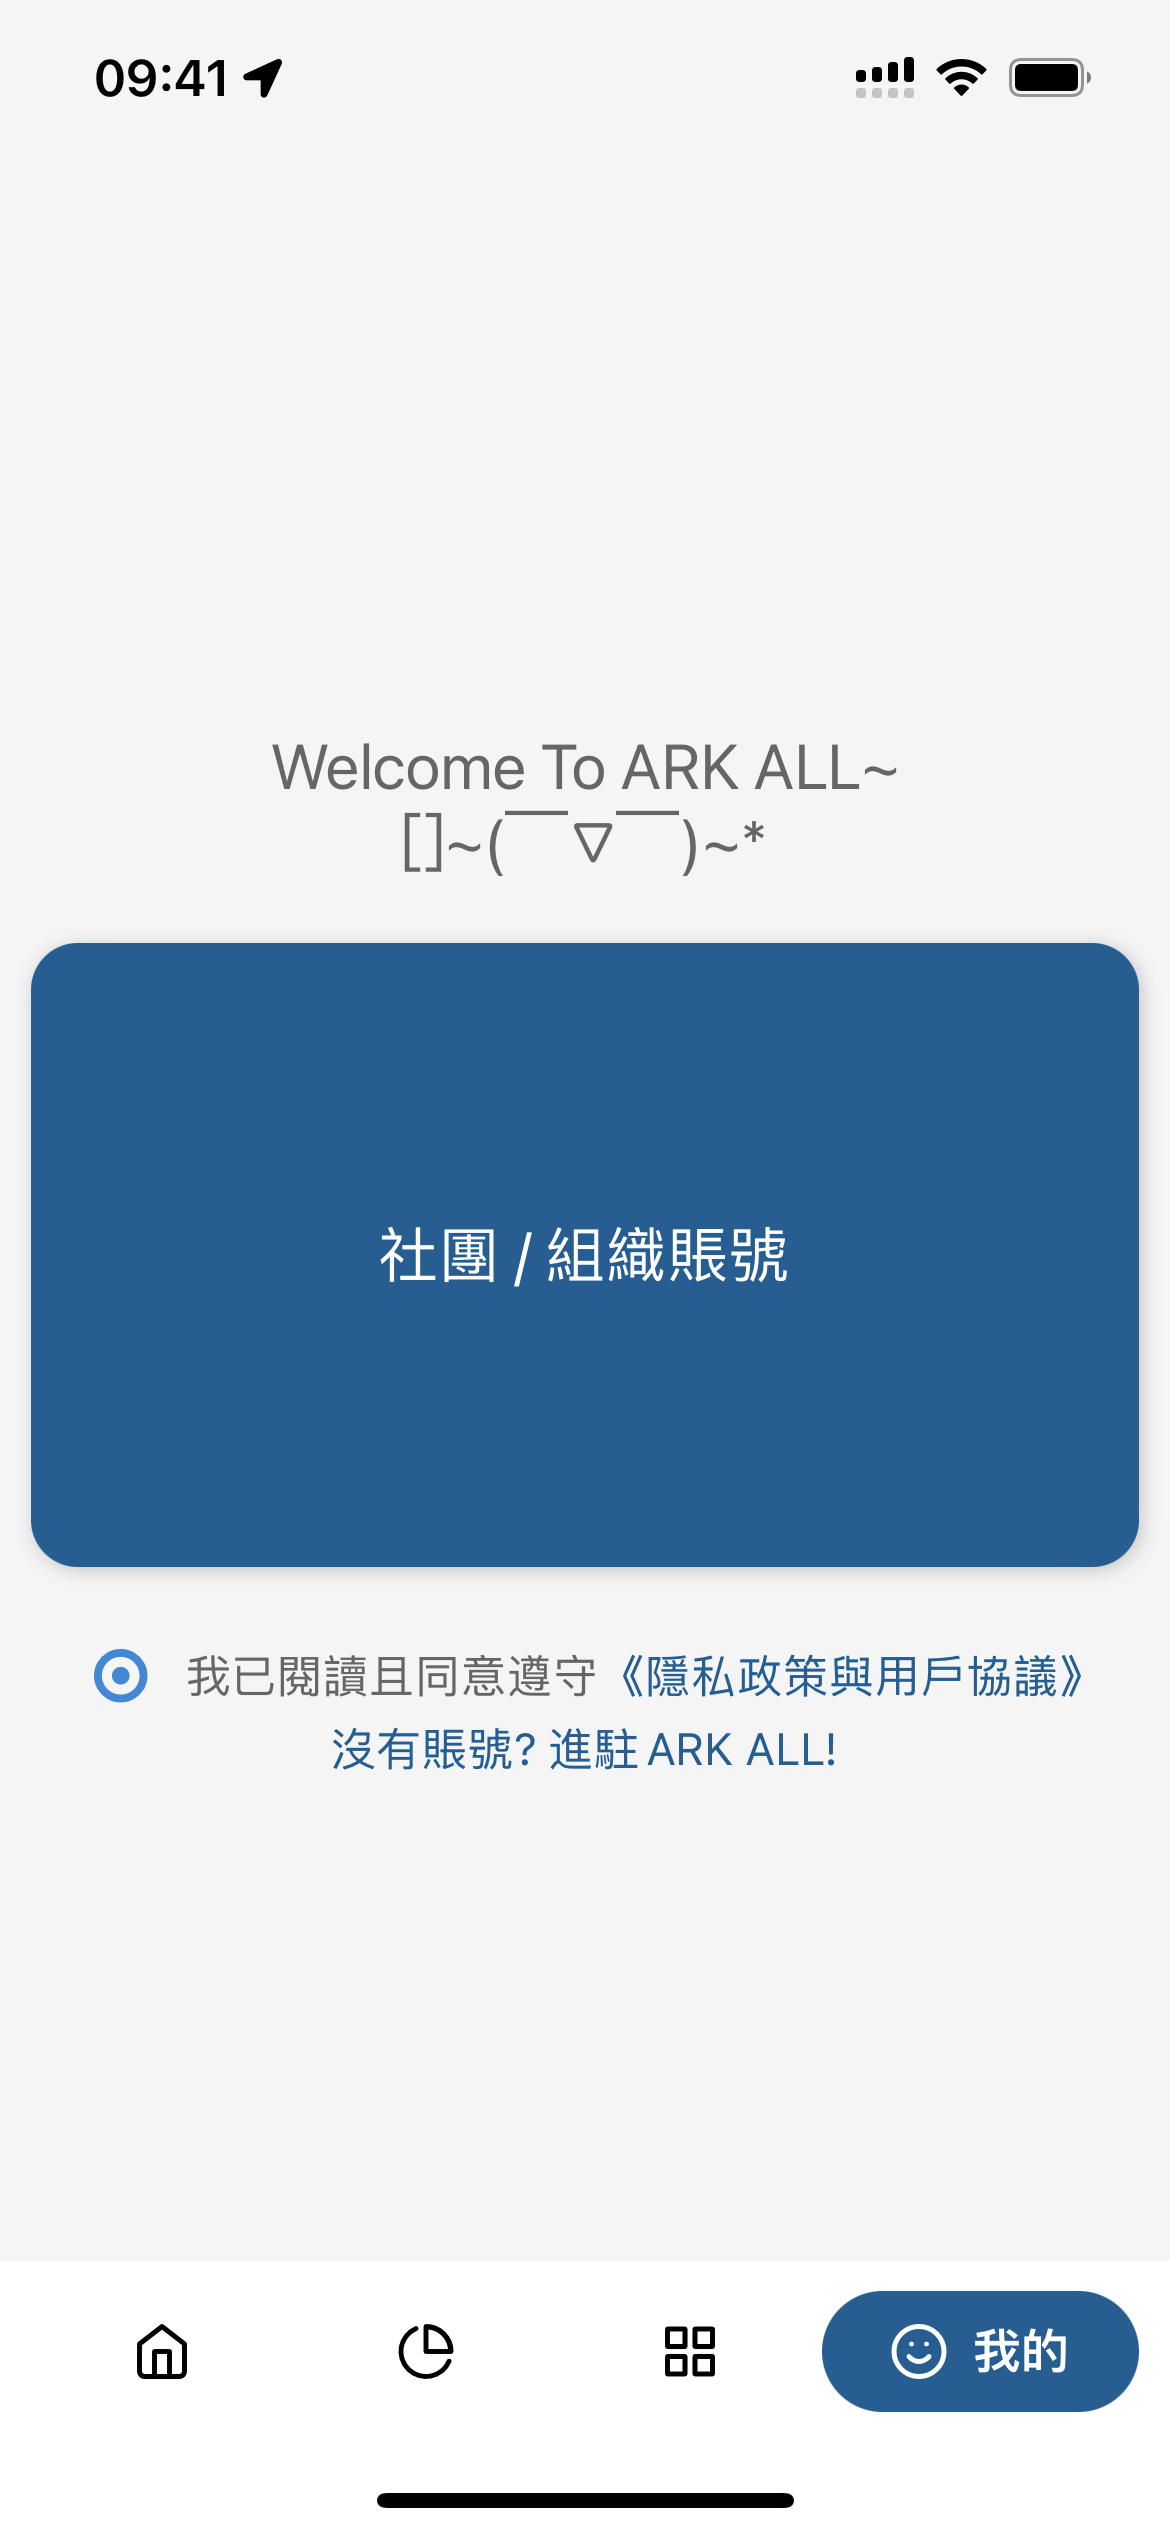 09:41
Welcome To ARK ALL~
[]~(￣▽￣)~*
社團 / 組織賬號
我已閱讀且同意遵守《隱私政策與用戶協議》
沒有賬號? 進駐 ARK ALL!
我的